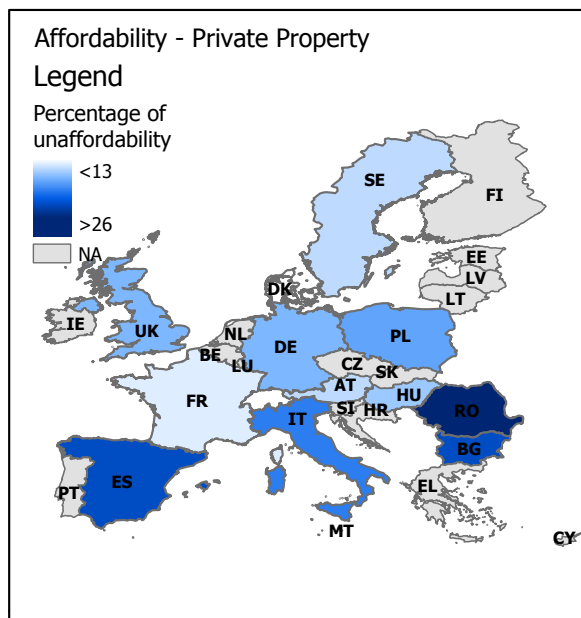 Affordability - Private Property
Legend
Percentage of
unaffordability
<13
>26
NA
SE
FI
EE
LV
LT
DK
IE
UK
NL
BE
LU
DE
PL
CZ
SK
AT
HU
FR
SI
HR
RO
IT
BG
PT
ES
EL
MT
CY